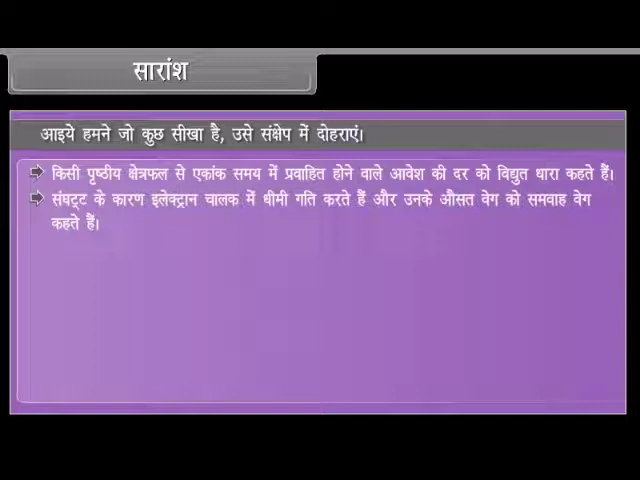 सारांश
आइये हमने जो कुछ सीखा है, उसे संक्षेप में दोहराएं।
किसी पृष्ठीय क्षेत्रफल से एकांक समय में प्रवाहित होने वाले आवेश की दर को विद्युत धारा कहते हैं।
संघट्ट के कारण इलेक्ट्रान चालक में धीमी गति करते हैं और उनके औसत वेग को समवाह वेग
कहते हैं।